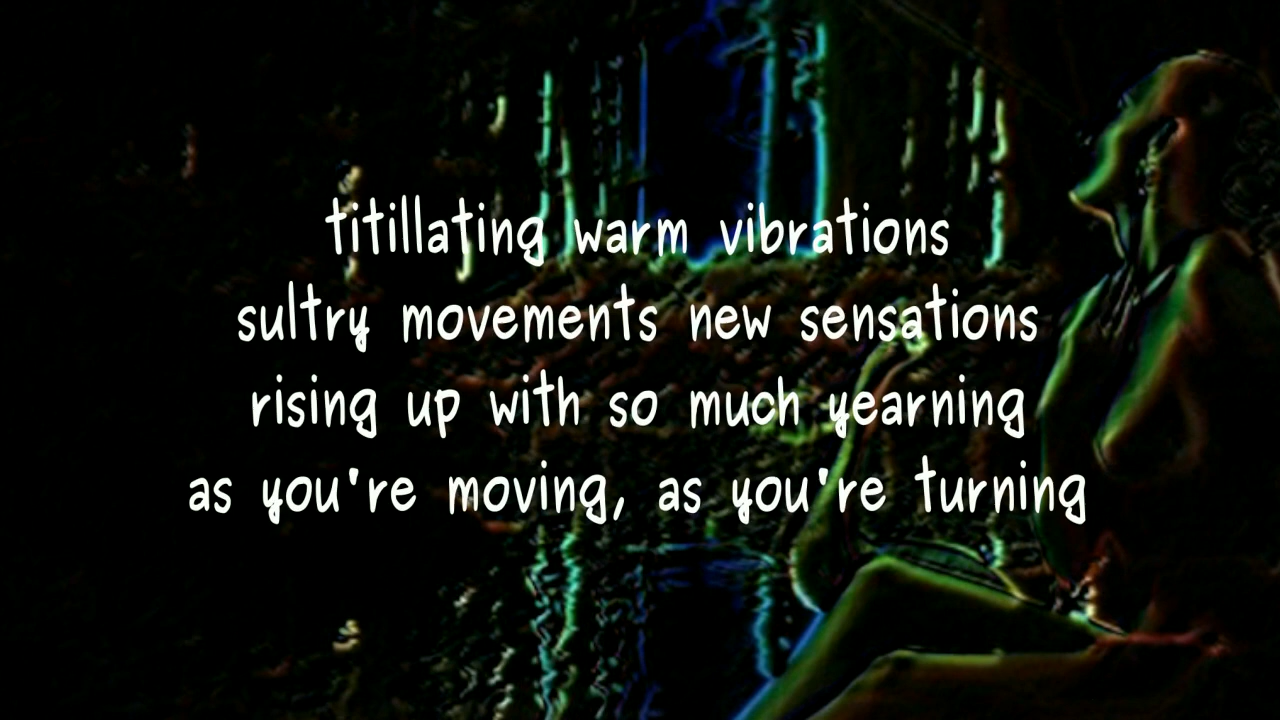 titillating warm vibrations
sultry movements new sensations
rising up with so much yearning
as you're moving, as you're turning